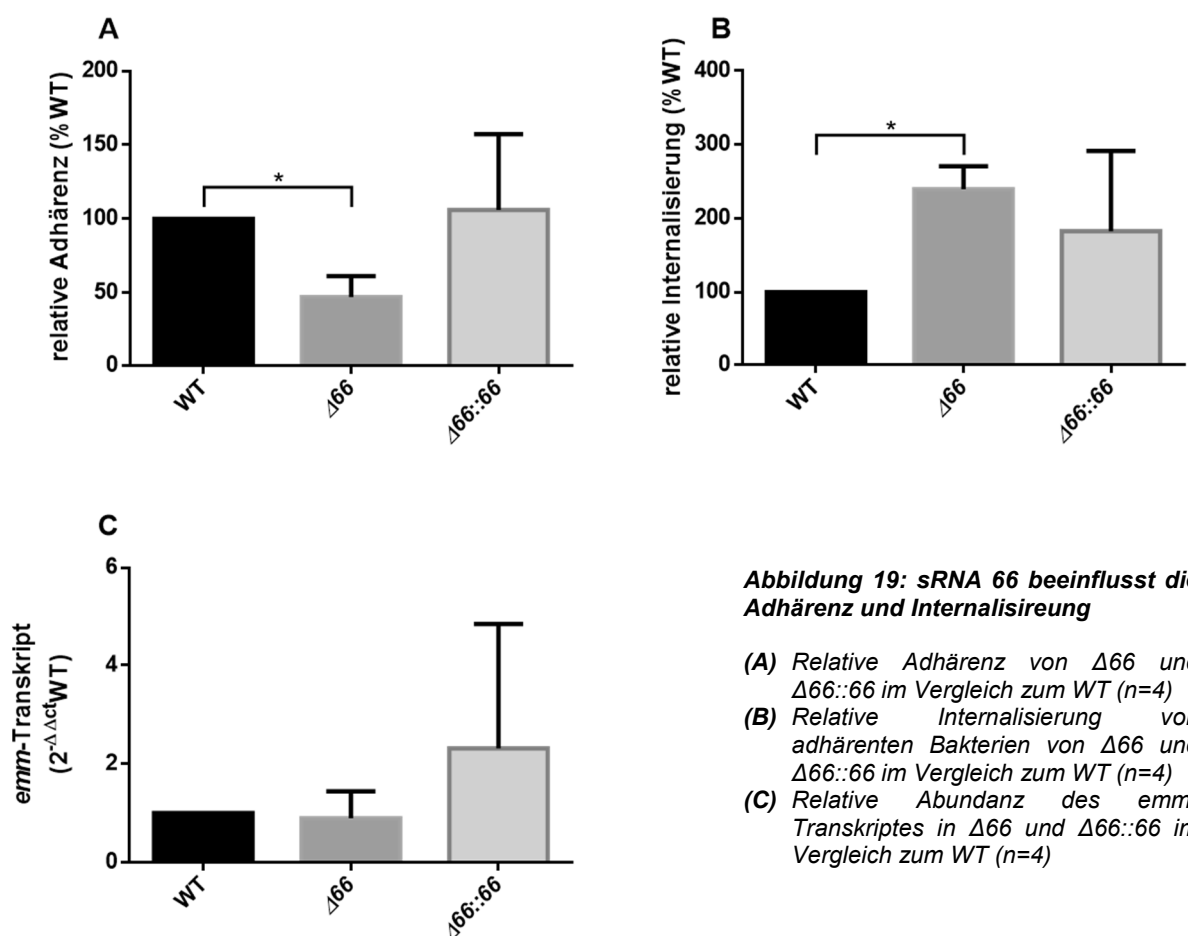 A
relative Adhärenz (%WT)
200
150
100
50
0
*
WT
Δ66
Δ66::66
B
relative Internalisierung (%WT)
400
300
200
100
0
*
WT
Δ66
Δ66::66
C
emm-Transkript
(2-ΔΔctWT)
6
4
2
0
WT
Δ66
Δ66::66
Abbildung 19: sRNA 66 beeinflusst die
Adhärenz und Internalisireung
(A) Relative Adhärenz von Δ66 und
Δ66::66 im Vergleich zum WT (n=4)
(B) Relative Internalisierung von
adhärenten Bakterien von Δ66 und
Δ66::66 im Vergleich zum WT (n=4)
(C) Relative Abundanz des emm
Transkriptes in Δ66 und Δ66::66 im
Vergleich zum WT (n=4)